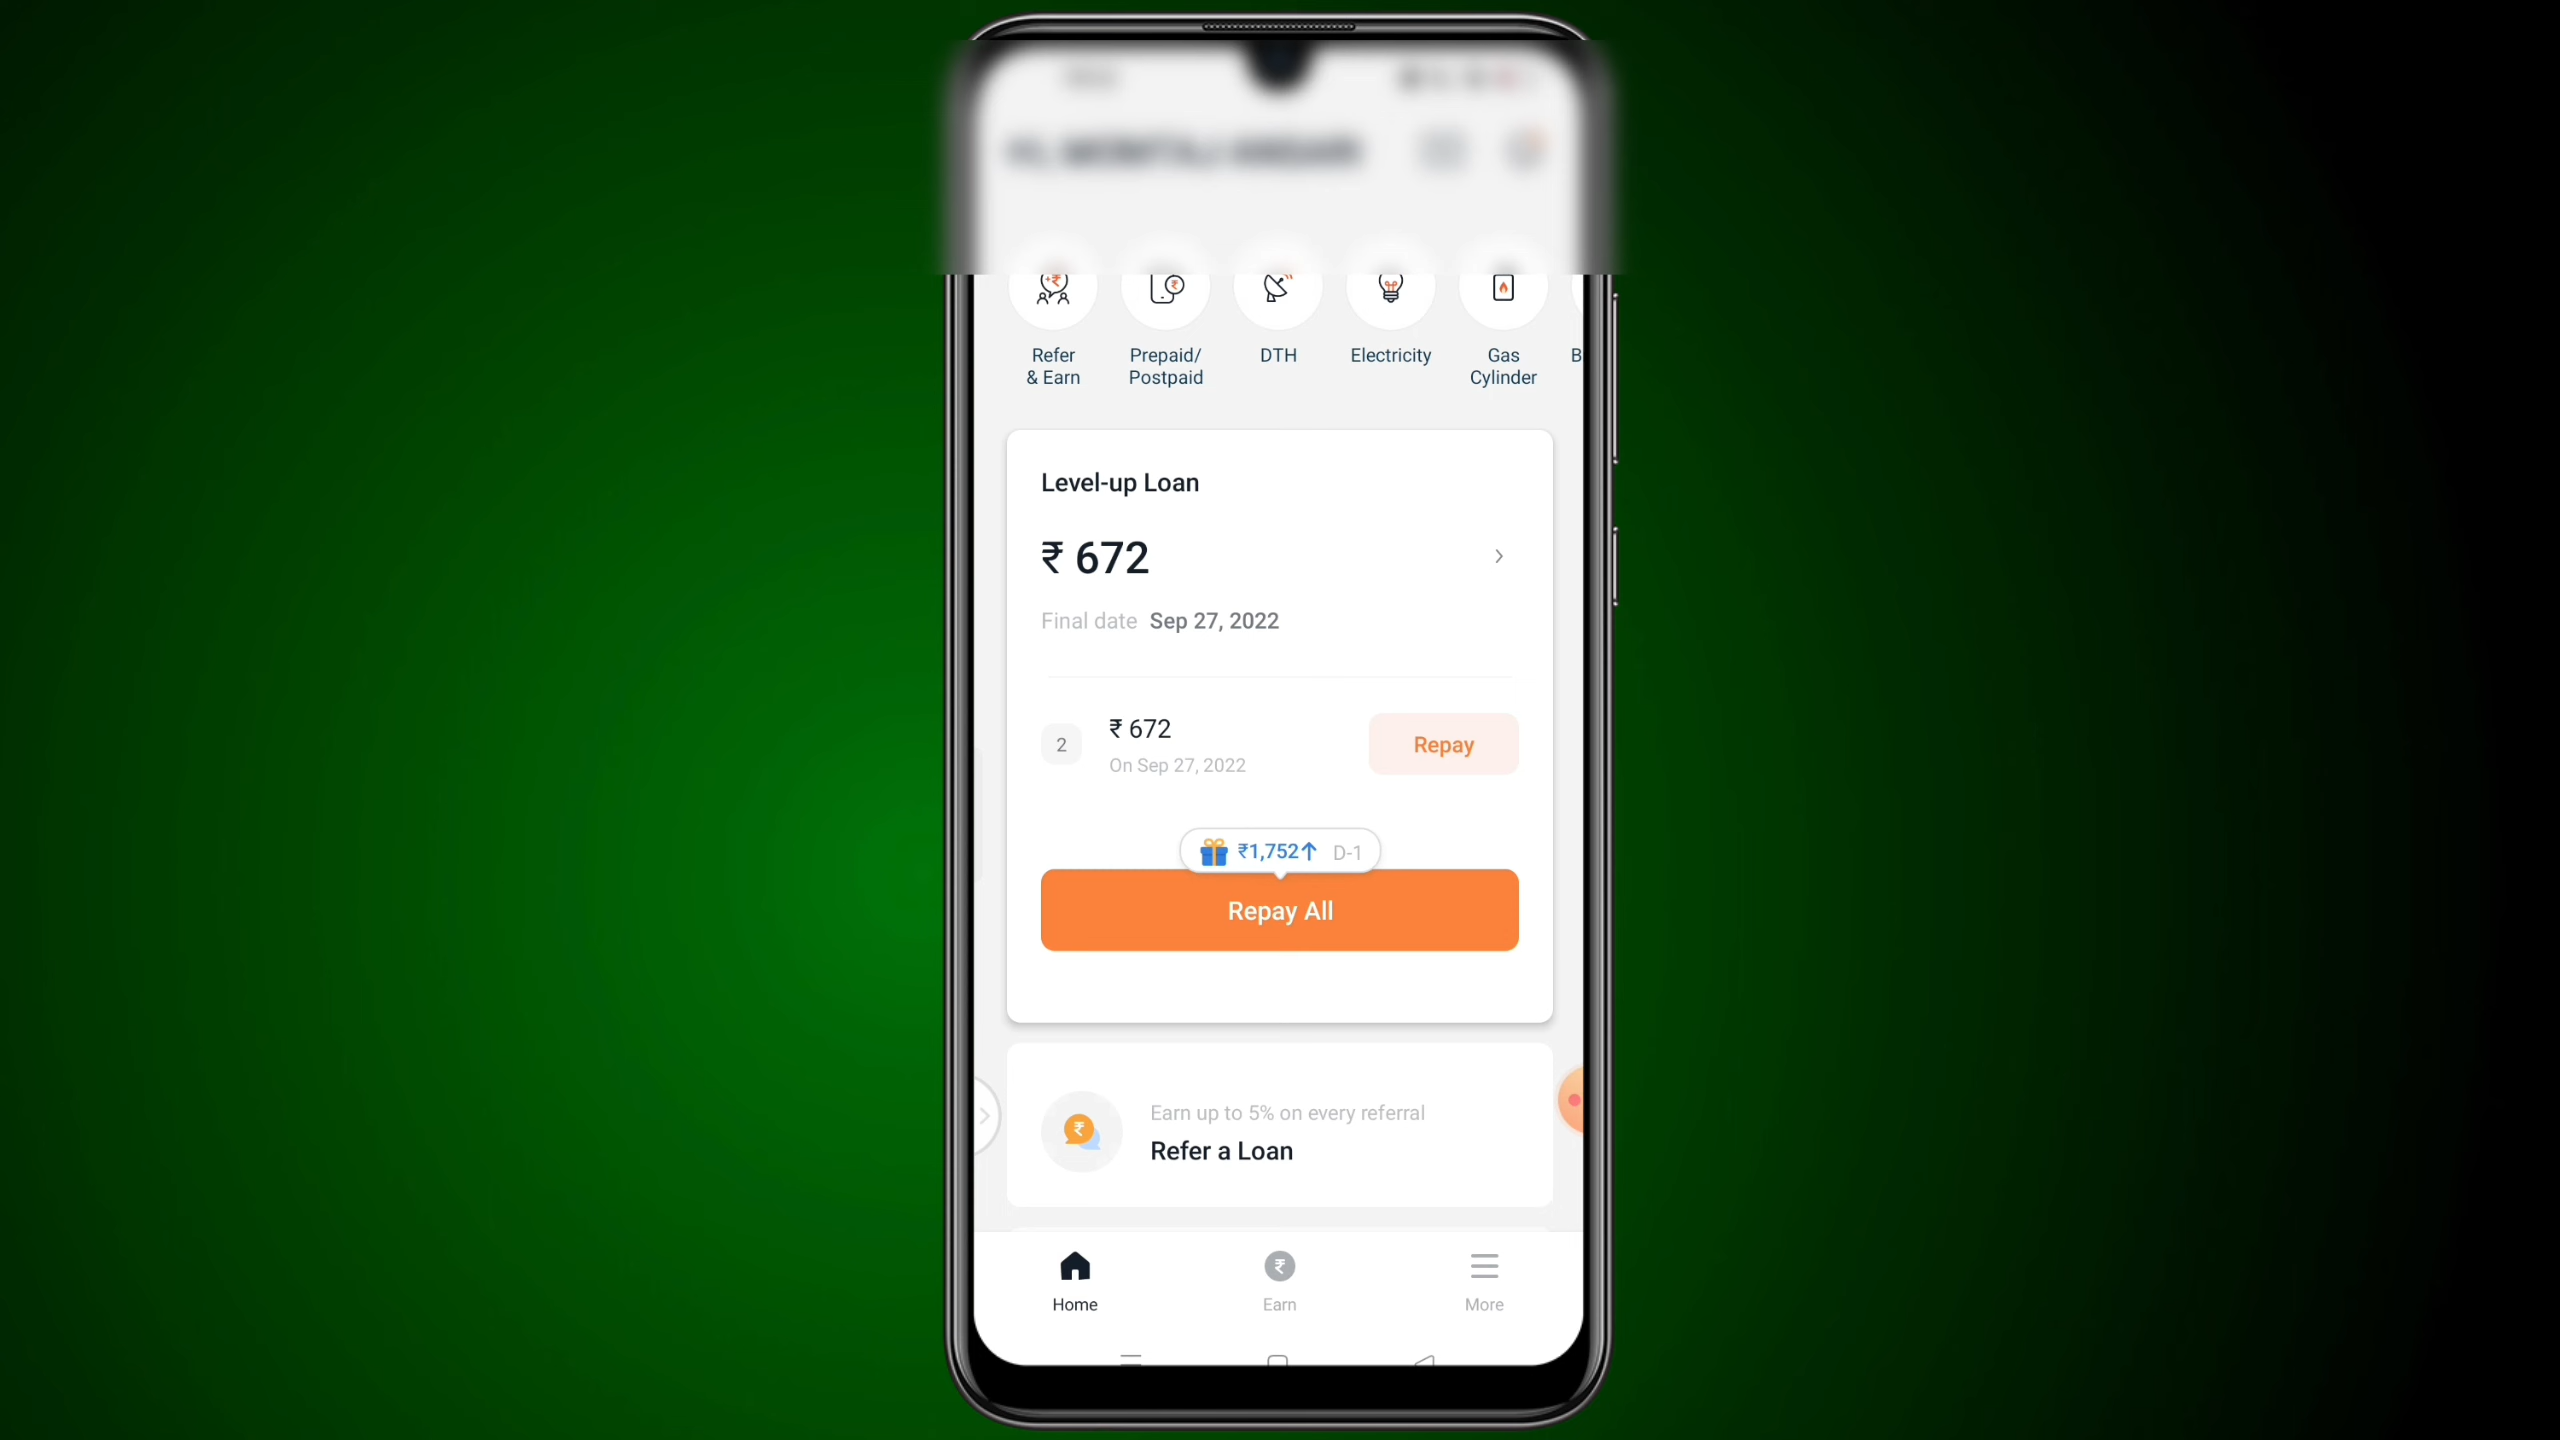 Refer
& Earn
Prepaid/
Postpaid
DTH
Electricity
Gas
Cylinder
B
Level-up Loan
₹ 672
Final date Sep 27, 2022
2
₹ 672
On Sep 27, 2022
Repay
₹1,752↑ D-1
Repay All
Earn up to 5% on every referral
Refer a Loan
Home
Earn
More